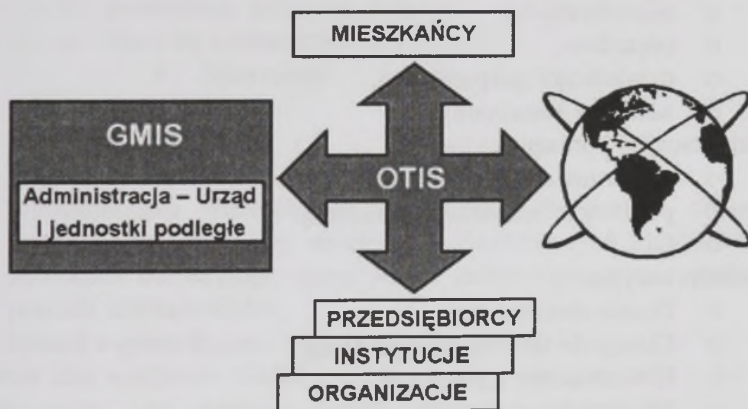 MIESZKAŃCY
GMIS
Administracja – Urząd
i jednostki podległe
OTIS
PRZEDSIĘBIORCY
INSTYTUCJE
ORGANIZACJE